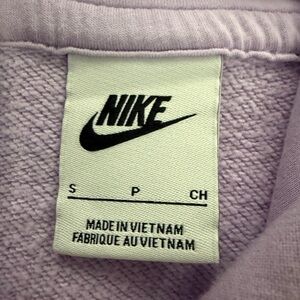 NIKE
S P CH
MADE IN VIETNAM
FABRIQUE AU VIETNAM